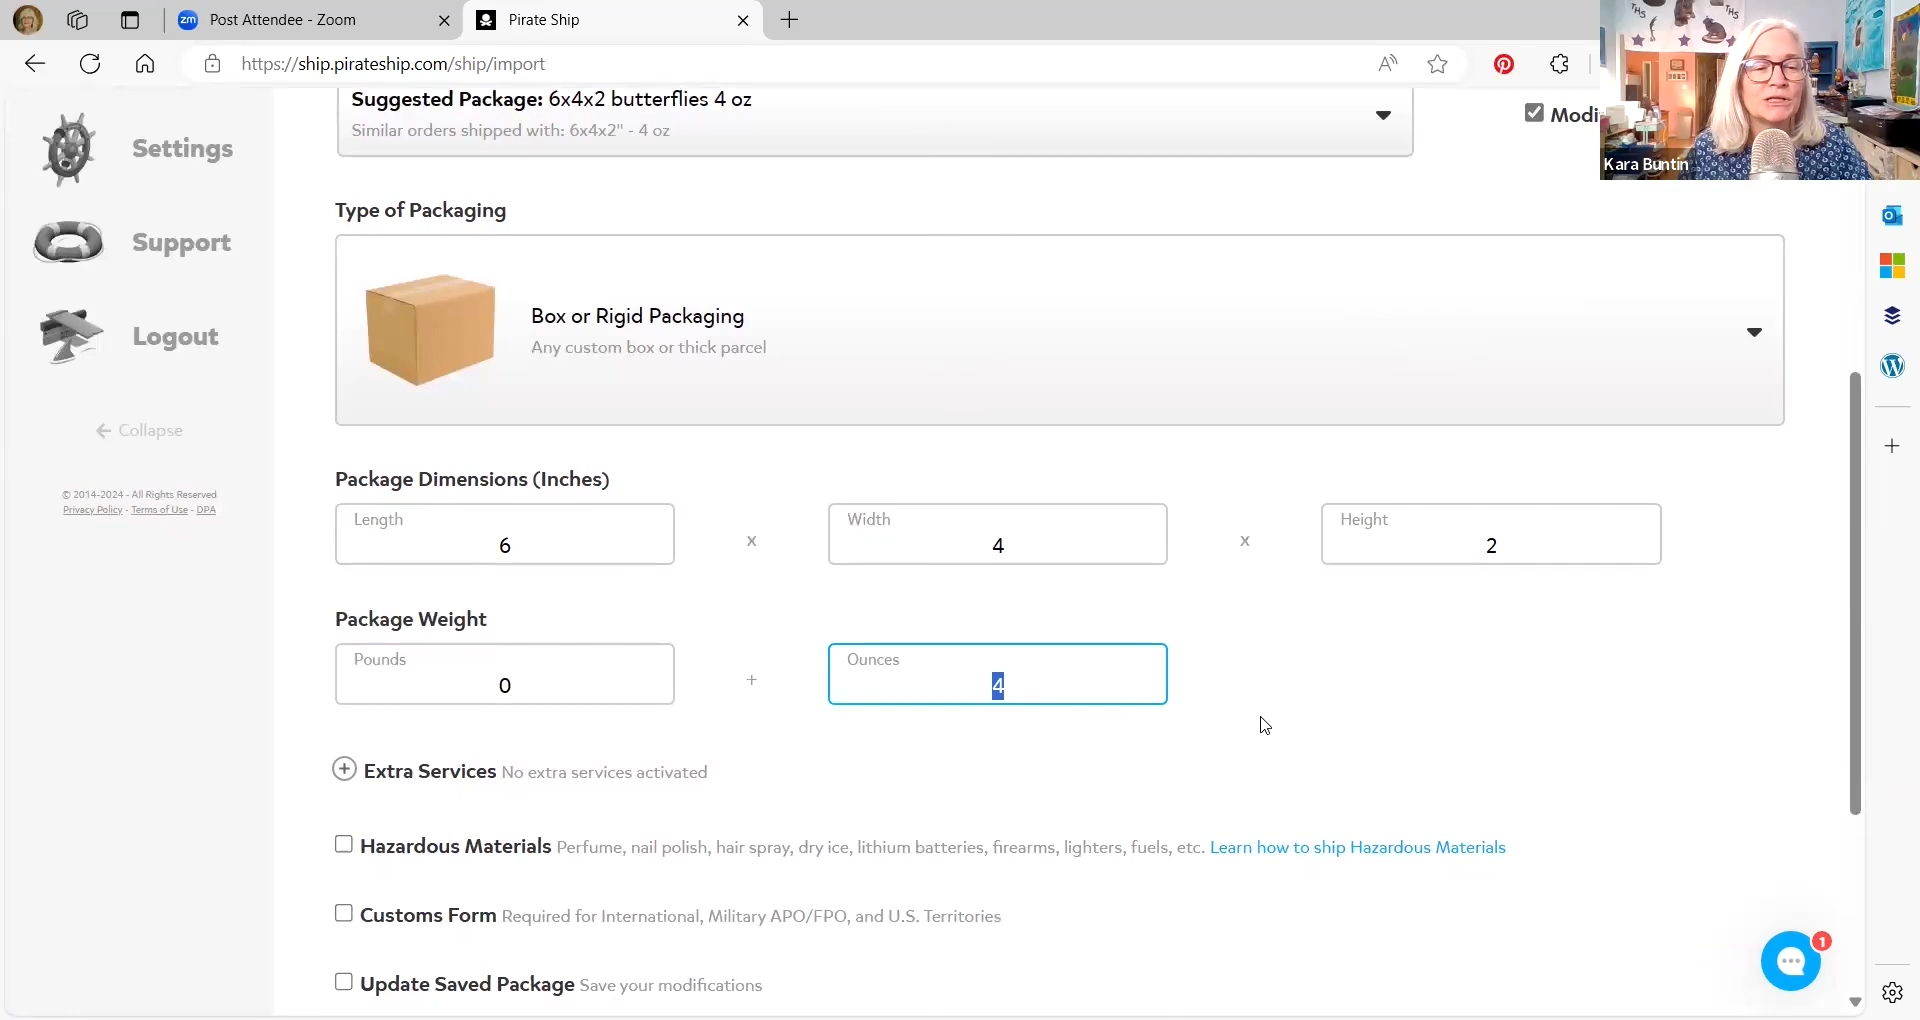 Post Attendee - Zoom
Pirate Ship
https://ship.pirateship.com/ship/import
Kara Buntin
Suggested Package: 6x4x2 butterflies 4 oz
Similar orders shipped with: 6x4x2" - 4 oz
Modi
Settings
Support
Logout
Collapse
© 2014-2024 - All Rights Reserved
Privacy Policy - Terms of Use - DPA
Type of Packaging
Box or Rigid Packaging
Any custom box or thick parcel
Package Dimensions (Inches)
Length
6
x
Width
4
x
Height
2
Package Weight
Pounds
0
+
Ounces
4
Extra Services No extra services activated
Hazardous Materials Perfume, nail polish, hair spray, dry ice, lithium batteries, firearms, lighters, fuels, etc. Learn how to ship Hazardous Materials
Customs Form Required for International, Military APO/FPO, and U.S. Territories
Update Saved Package Save your modifications
1
zm
THS
THS